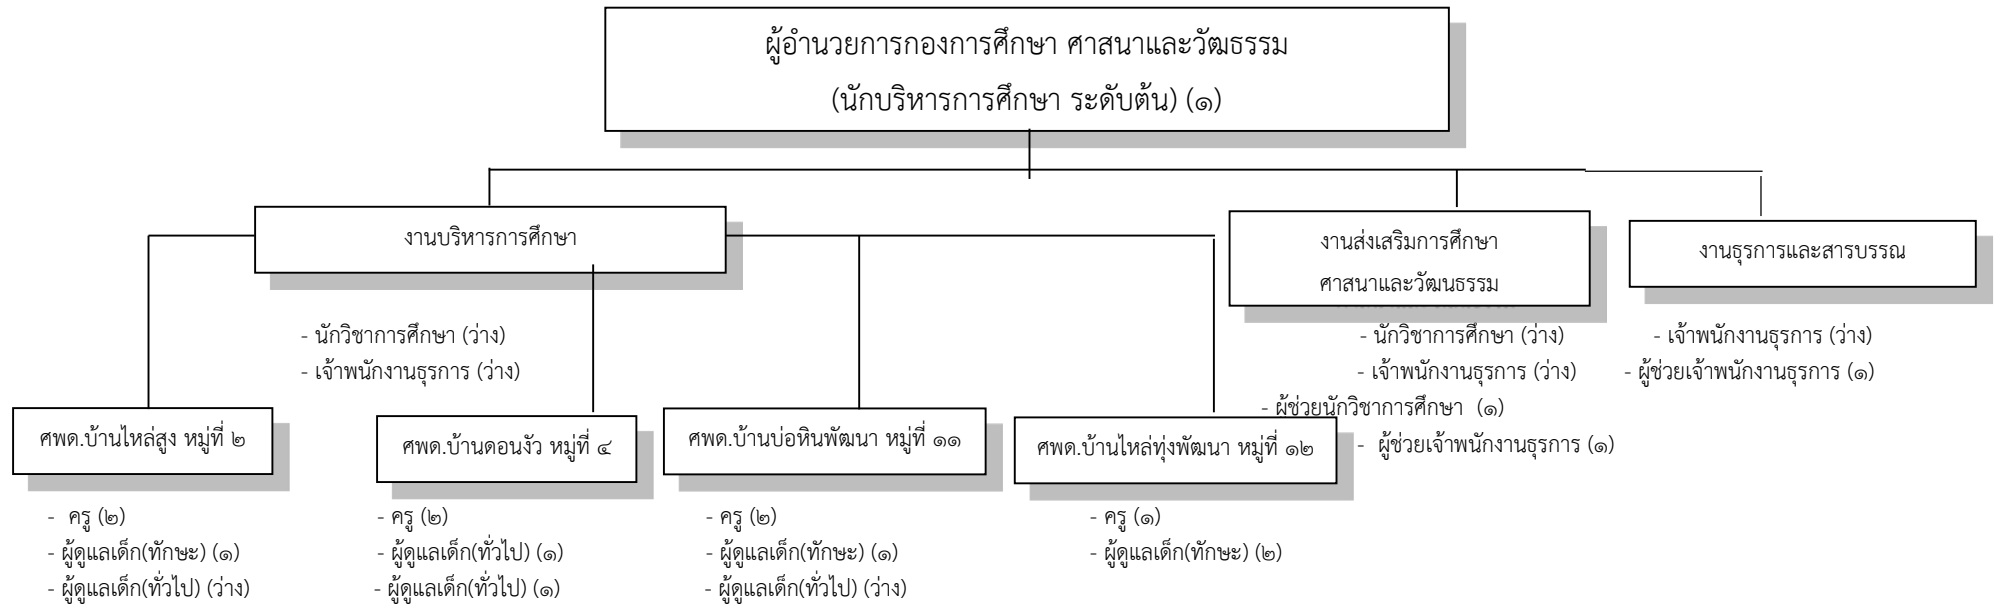 ผู้อำนวยการกองการศึกษา ศาสนาและวัฒธรรม
(นักบริหารการศึกษา ระดับต้น) (๑)
งานบริหารการศึกษา
- นักวิชาการศึกษา (ว่าง)
- เจ้าพนักงานธุรการ (ว่าง)
งานส่งเสริมการศึกษา
ศาสนาและวัฒนธรรม
- นักวิชาการศึกษา (ว่าง)
- เจ้าพนักงานธุรการ (ว่าง)
- ผู้ช่วยนักวิชาการศึกษา (๑)
- ผู้ช่วยเจ้าพนักงานธุรการ (๑)
งานธุรการและสารบรรณ
- เจ้าพนักงานธุรการ (ว่าง)
- ผู้ช่วยเจ้าพนักงานธุรการ (๑)
ศพด.บ้านไหล่สูง หมู่ที่ ๒
- ครู (๒)
- ผู้ดูแลเด็ก(ทักษะ) (๑)
- ผู้ดูแลเด็ก(ทั่วไป) (ว่าง)
ศพด.บ้านดอนงัว หมู่ที่ ๔
- ครู (๒)
- ผู้ดูแลเด็ก(ทั่วไป) (๑)
- ผู้ดูแลเด็ก(ทั่วไป) (๑)
ศพด.บ้านบ่อหินพัฒนา หมู่ที่ ๑๑
- ครู (๒)
- ผู้ดูแลเด็ก(ทักษะ) (๑)
- ผู้ดูแลเด็ก(ทั่วไป) (ว่าง)
ศพด.บ้านไหล่ทุ่งพัฒนา หมู่ที่ ๑๒
- ครู (๑)
- ผู้ดูแลเด็ก(ทักษะ) (๒)